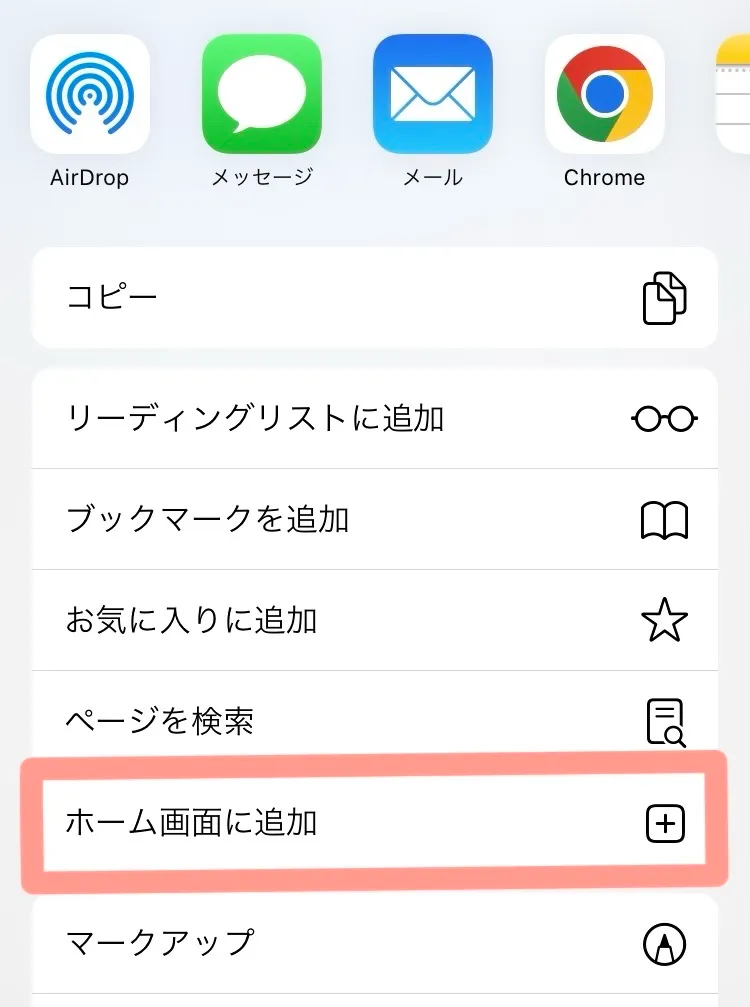 AirDrop
メッセージ
メール
Chrome
コピー
リーディングリストに追加
ブックマークを追加
お気に入りに追加
ページを検索
ホーム画面に追加
マークアップ